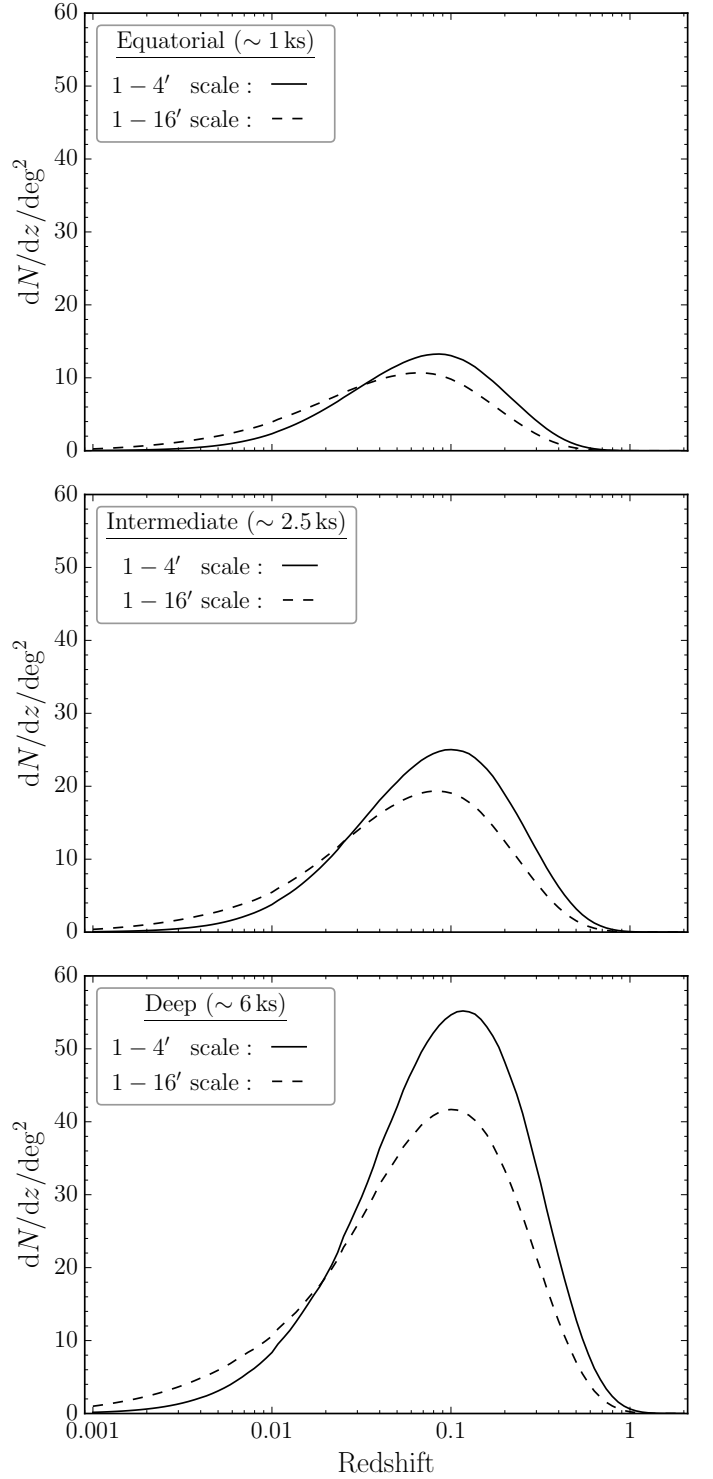 60
50
40
30
20
10
0
dN/dz/deg²
Equatorial (∼ 1 ks)
1 − 4′ scale :
1 − 16′ scale :
60
50
40
30
20
10
0
dN/dz/deg²
Intermediate (∼ 2.5 ks)
1 − 4′ scale :
1 − 16′ scale :
60
50
40
30
20
10
0
dN/dz/deg²
Deep (∼ 6 ks)
1 − 4′ scale :
1 − 16′ scale :
0.001 0.01 0.1 1
Redshift